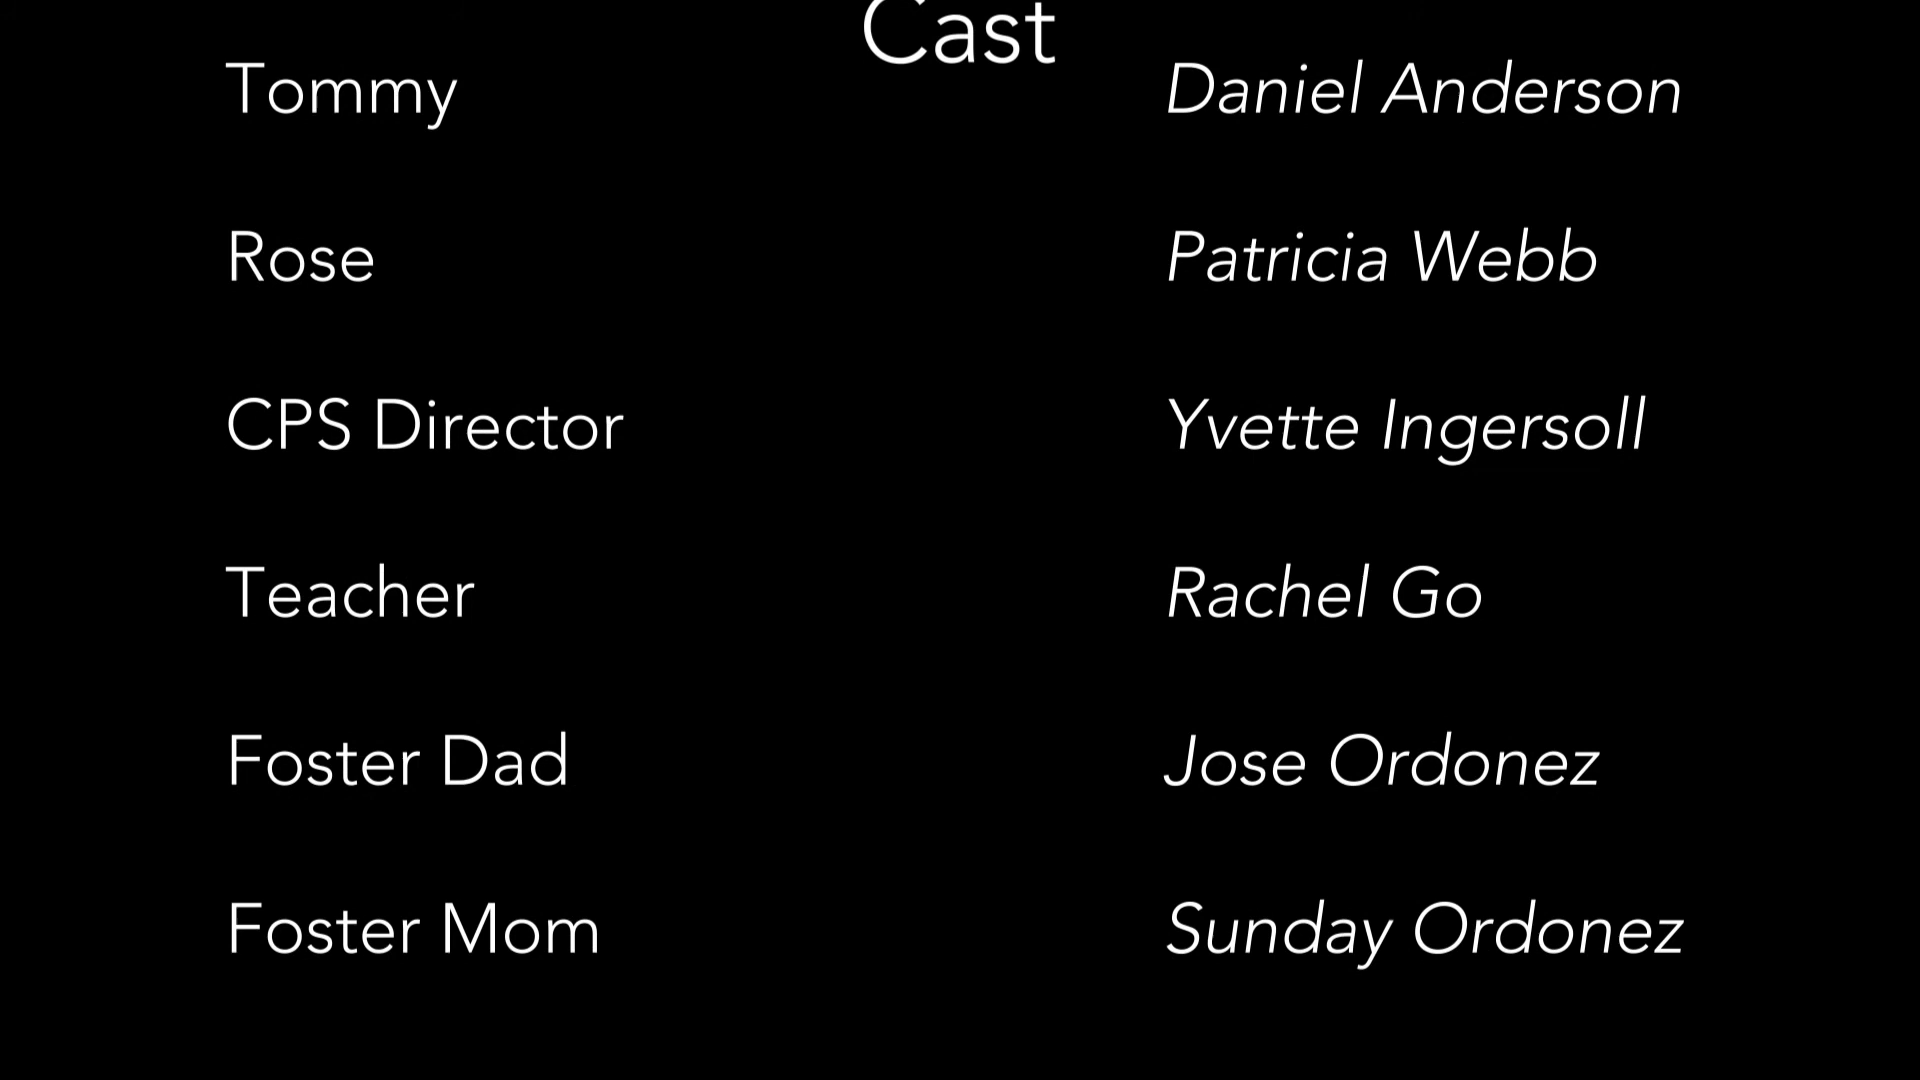 Cast
Tommy Daniel Anderson
Rose Patricia Webb
CPS Director Yvette Ingersoll
Teacher Rachel Go
Foster Dad Jose Ordonez
Foster Mom Sunday Ordonez